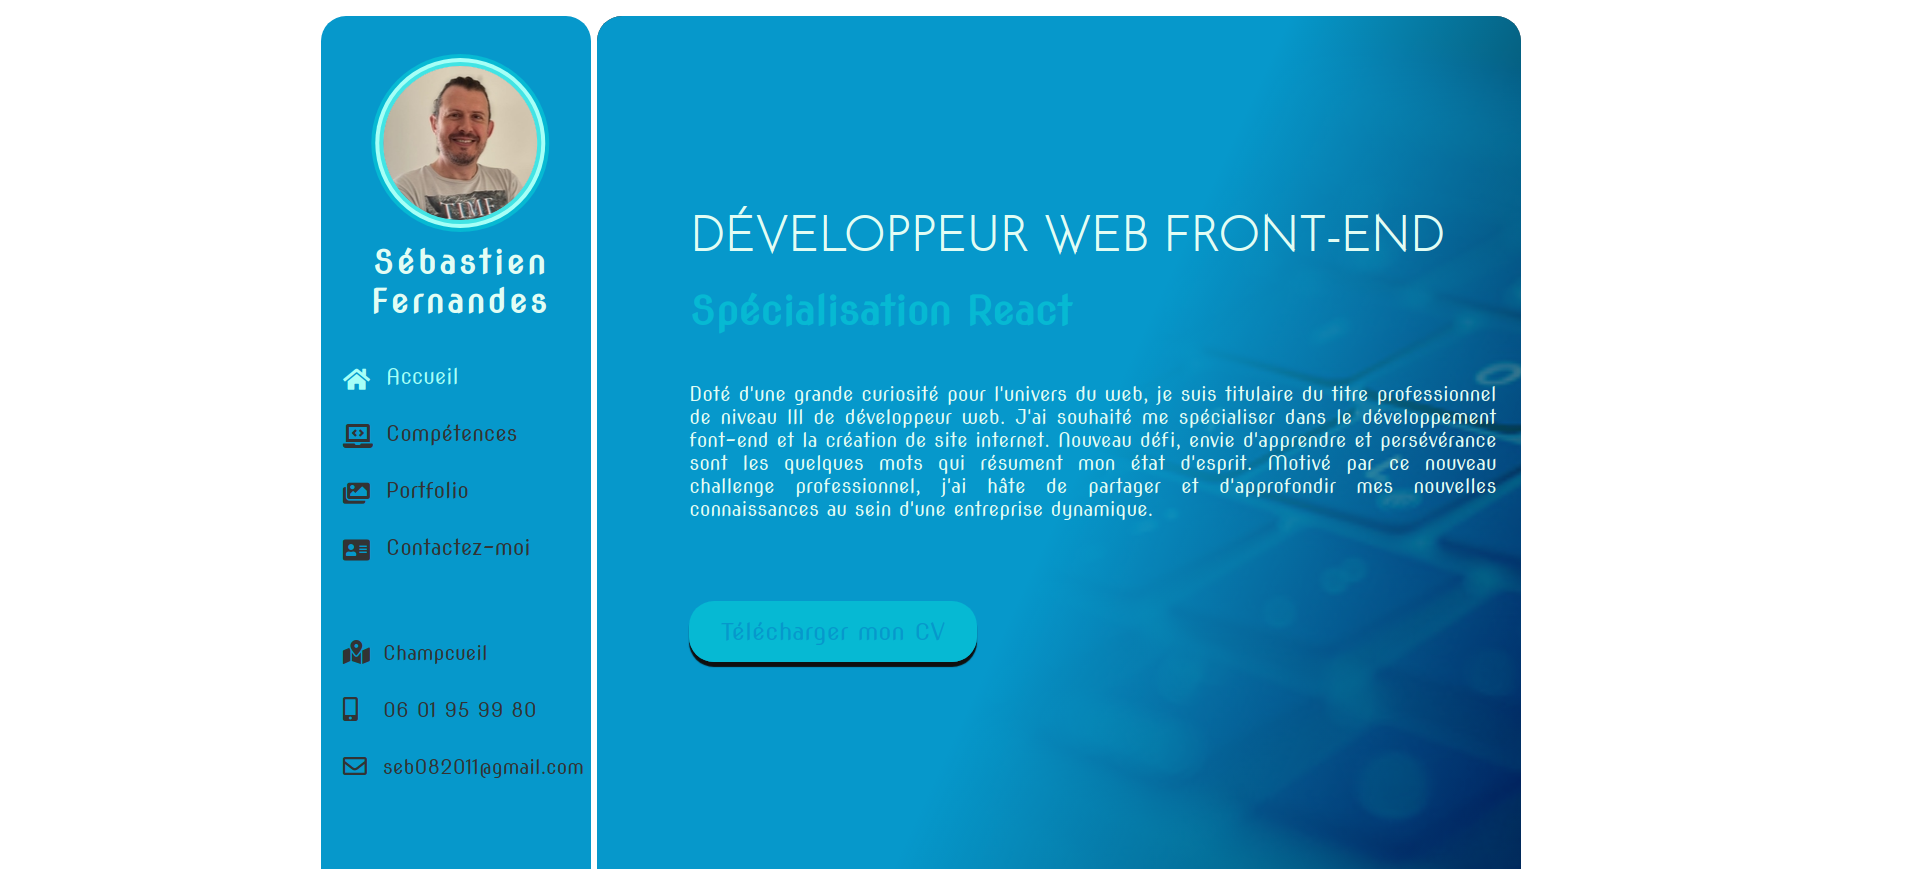 TIME
Sébastien
Fernandes
Accueil
Compétences
Portfolio
Contactez-moi
Champcueil
06 01 95 99 80
seb082011@gmail.com
DÉVELOPPEUR WEB FRONT-END
Spécialisation React
Doté d'une grande curiosité pour l'univers du web, je suis titulaire du titre professionnel
de niveau III de développeur web. J'ai souhaité me spécialiser dans le développement
font-end et la création de site internet. Nouveau défi, envie d'apprendre et persévérance
sont les quelques mots qui résument mon état d'esprit. Motivé par ce nouveau
challenge professionnel, j'ai hâte de partager et d'approfondir mes nouvelles
connaissances au sein d'une entreprise dynamique.
Télécharger mon CV